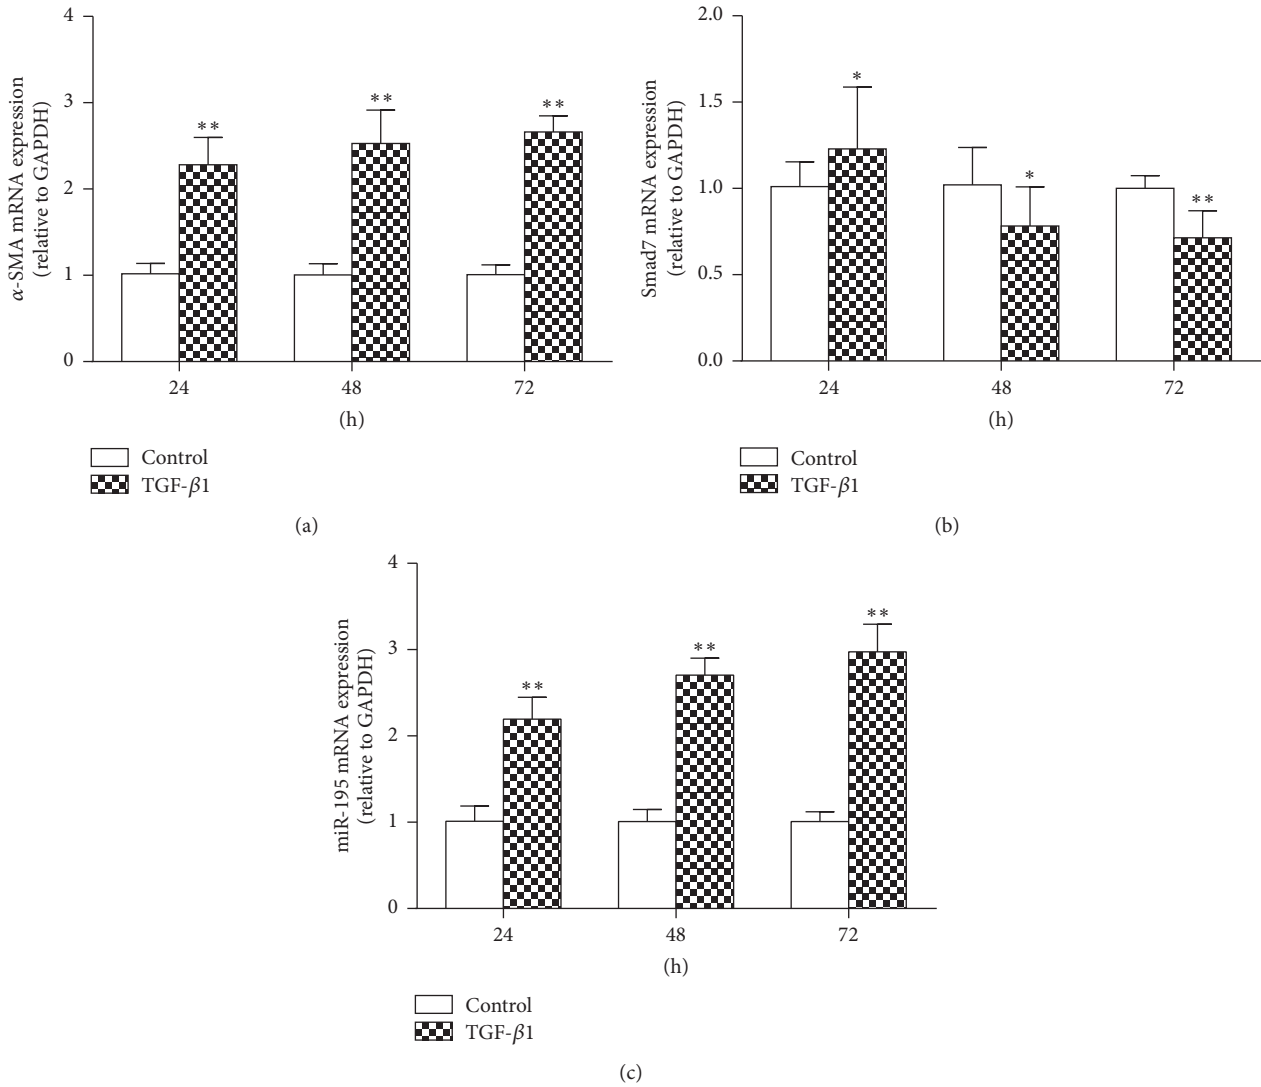 4
3
2
1
0
α-SMA mRNA expression
(relative to GAPDH)
**
**
**
24
48
72
(h)
Control
TGF-β1
(a)
2.0
1.5
1.0
0.5
0.0
Smad7 mRNA expression
(relative to GAPDH)
*
*
**
24
48
72
(h)
Control
TGF-β1
(b)
4
3
2
1
0
miR-195 mRNA expression
(relative to GAPDH)
**
**
**
24
48
72
(h)
Control
TGF-β1
(c)